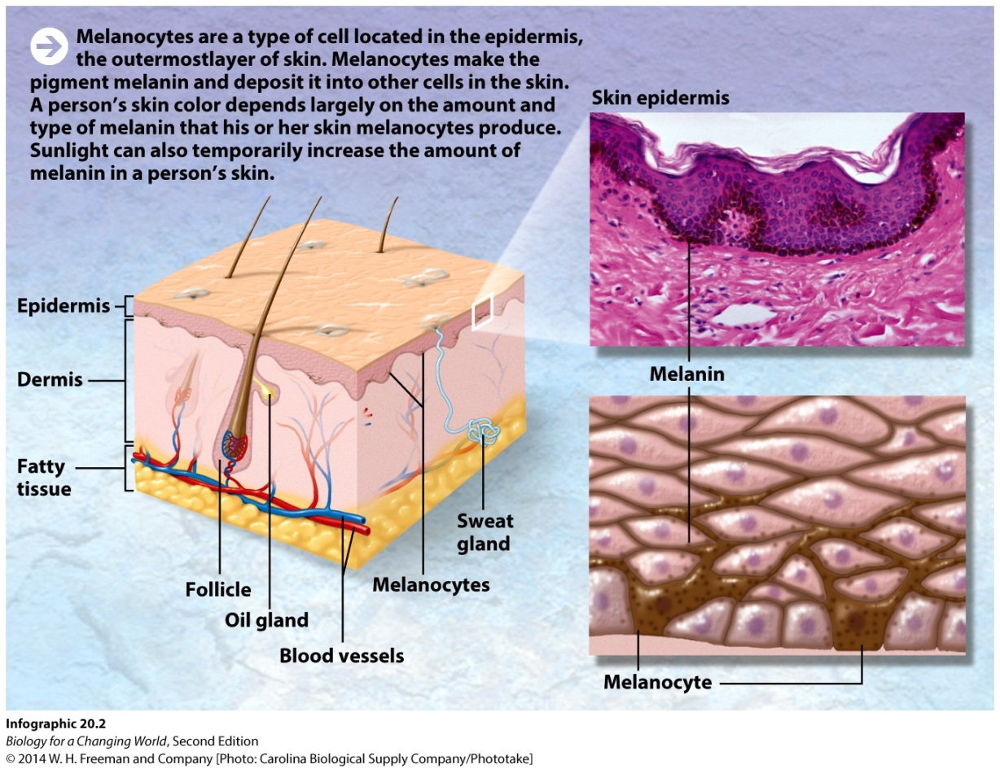 Melanocytes are a type of cell located in the epidermis,
the outermostlayer of skin. Melanocytes make the
pigment melanin and deposit it into other cells in the skin.
A person’s skin color depends largely on the amount and
type of melanin that his or her skin melanocytes produce.
Sunlight can also temporarily increase the amount of
melanin in a person’s skin.
Skin epidermis
Epidermis
Dermis
Fatty
tissue
Melanin
Sweat
gland
Follicle
Melanocytes
Oil gland
Blood vessels
Melanocyte
Infographic 20.2
Biology for a Changing World, Second Edition
© 2014 W. H. Freeman and Company [Photo: Carolina Biological Supply Company/Phototake]